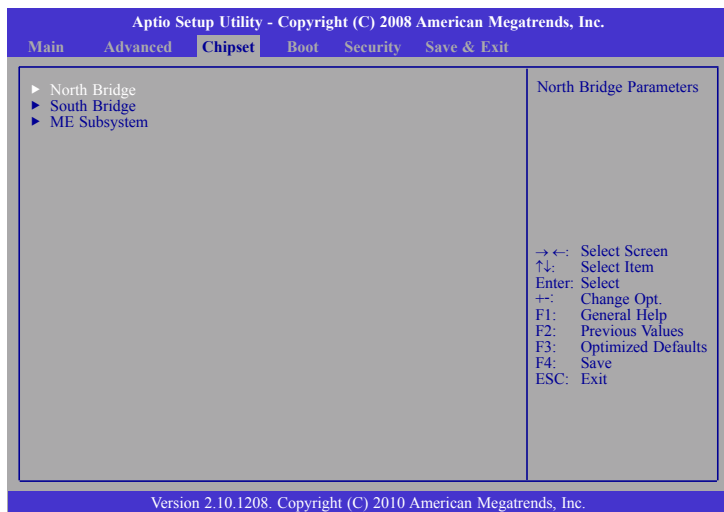 Aptio Setup Utility - Copyright (C) 2008 American Megatrends, Inc.
Main Advanced Chipset Boot Security Save & Exit
► North Bridge
► South Bridge
► ME Subsystem
North Bridge Parameters
→←: Select Screen
↑↓: Select Item
Enter: Select
+-: Change Opt.
F1: General Help
F2: Previous Values
F3: Optimized Defaults
F4: Save
ESC: Exit
Version 2.10.1208. Copyright (C) 2010 American Megatrends, Inc.